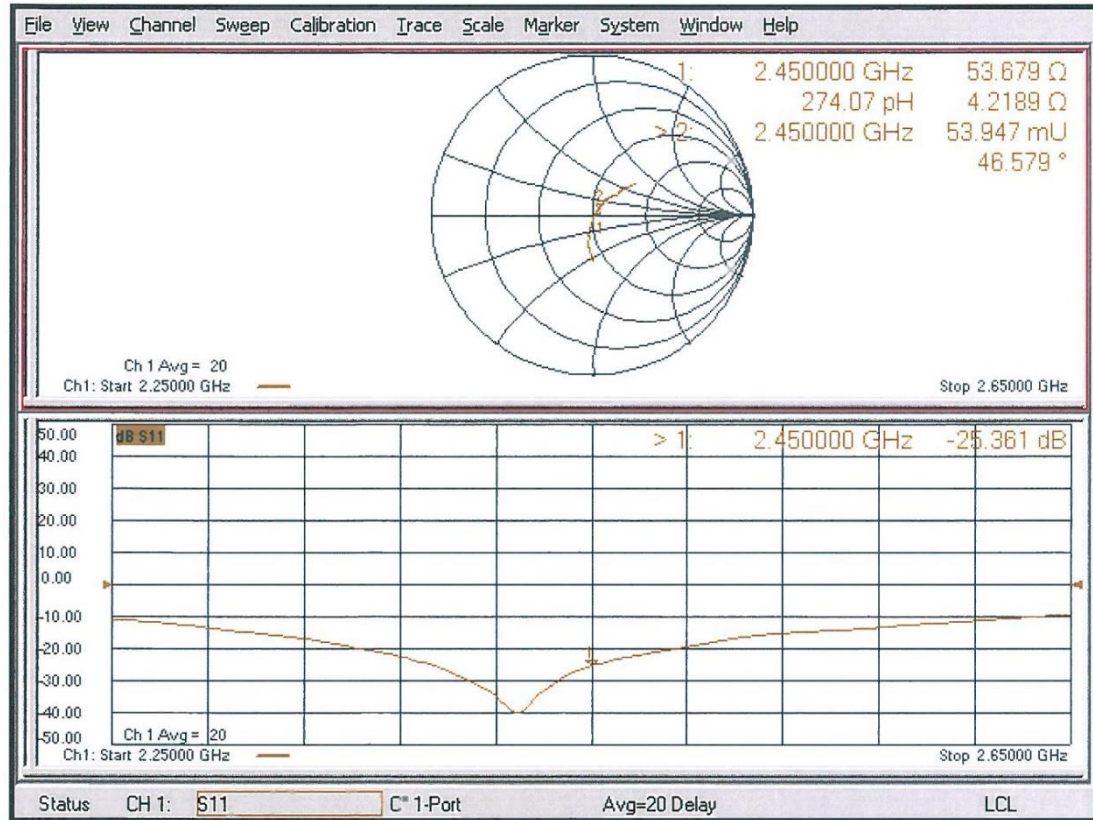 File View Channel Sweep Calibration Trace Scale Marker System Window Help
1: 2.450000 GHz 53.679 Ω
274.07 pH 4.2189 Ω
> 2: 2.450000 GHz 53.947 mU
46.579 °
Ch 1 Avg = 20
Ch1: Start 2.25000 GHz Stop 2.65000 GHz
50.00 dB S11 > 1: 2.450000 GHz -25.361 dB
40.00
30.00
20.00
10.00
0.00
-10.00
-20.00
-30.00
-40.00
-50.00 Ch 1 Avg = 20
Ch1: Start 2.25000 GHz Stop 2.65000 GHz
Status CH 1: S11 C* 1-Port Avg=20 Delay LCL